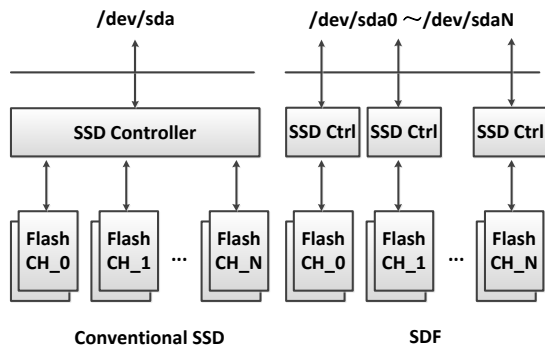 /dev/sda
/dev/sda0 ～/dev/sdaN
SSD Controller
SSD Ctrl
SSD Ctrl
SSD Ctrl
Flash
CH_0
Flash
CH_1
...
Flash
CH_N
Flash
CH_0
Flash
CH_1
...
Flash
CH_N
Conventional SSD
SDF